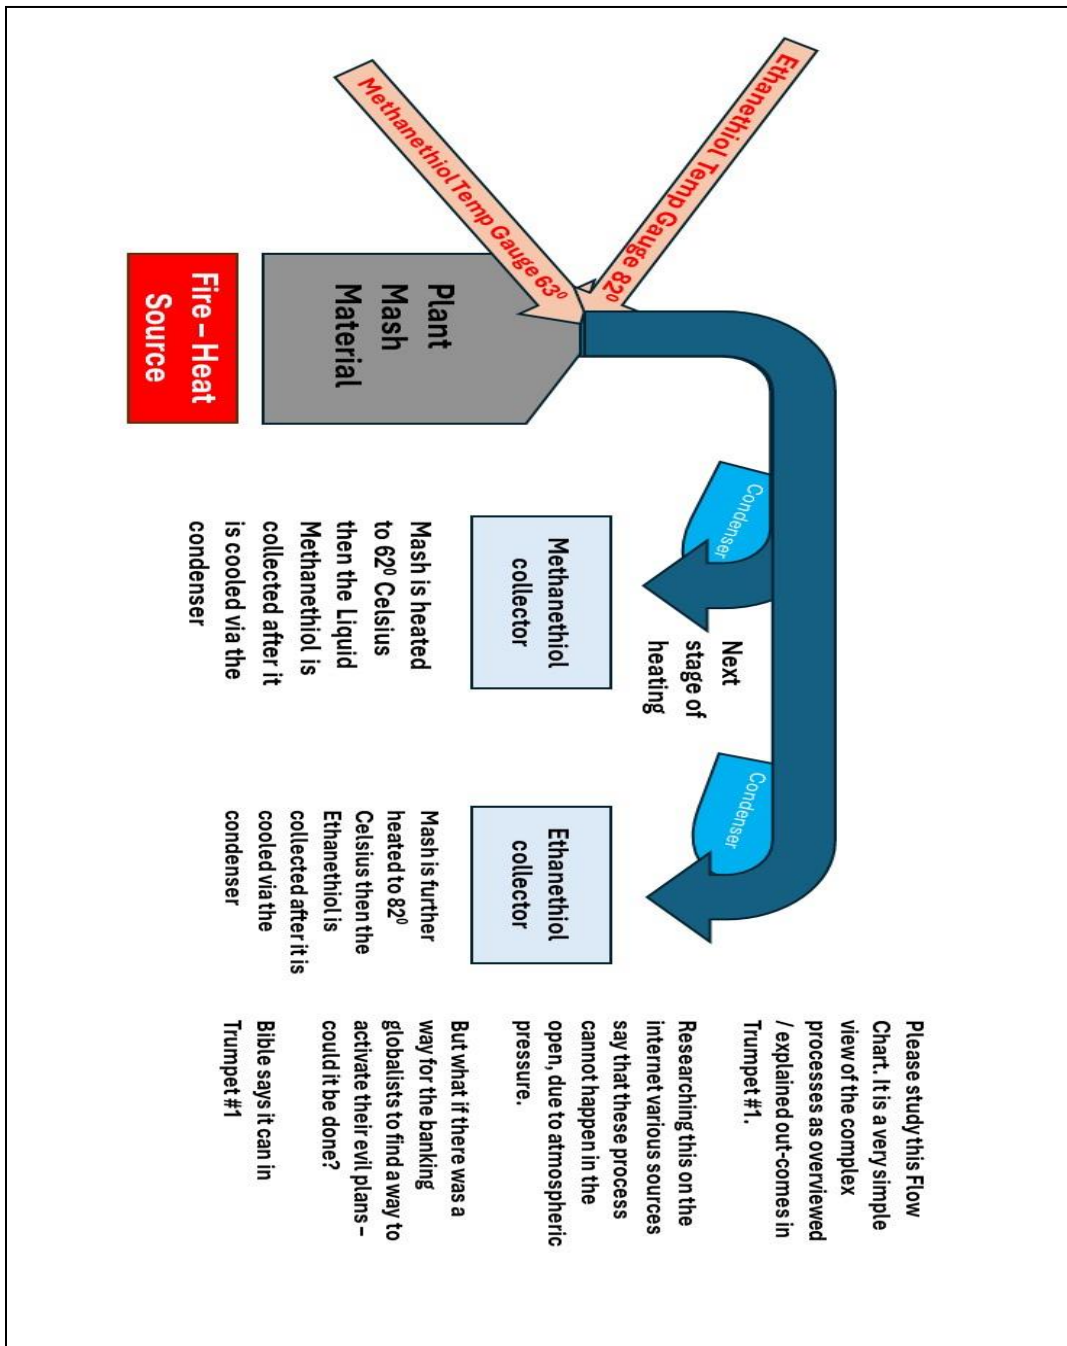 Ethanethiol Temp Gauge 82⁰
Methanethiol Temp Gauge 63⁰
Fire – Heat
Source
Plant
Mash
Material
Condenser
Next
stage of
heating
Methanethiol
collector
Mash is heated
to 62⁰ Celsius
then the Liquid
Methanethiol is
collected after it
is cooled via the
condenser
Condenser
Ethanethiol
collector
Mash is further
heated to 82⁰
Celsius then the
Ethanethiol is
collected after it is
cooled via the
condenser
Please study this Flow
Chart. It is a very simple
view of the complex
processes as overviewed
/ explained out-comes in
Trumpet #1.
Researching this on the
internet various sources
say that these process
cannot happen in the
open, due to atmospheric
pressure.
But what if there was a
way for the banking
globalists to find a way to
activate their evil plans –
could it be done?
Bible says it can in
Trumpet #1